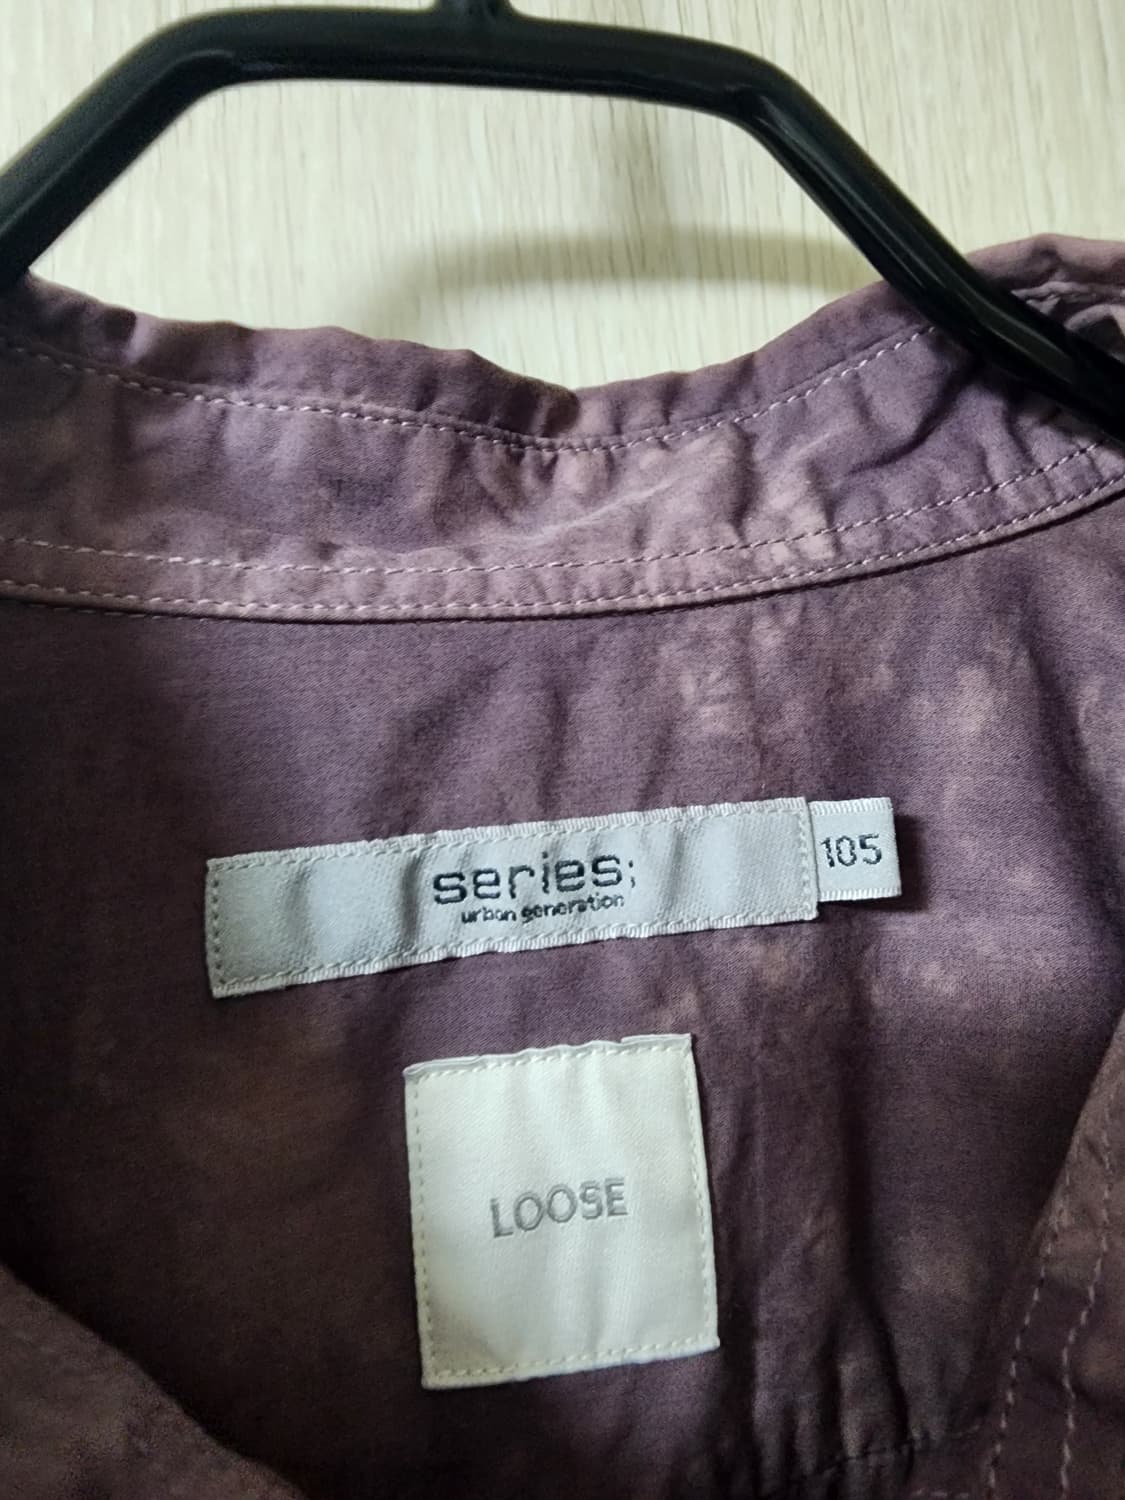 series;
urban generation
105
LOOSE